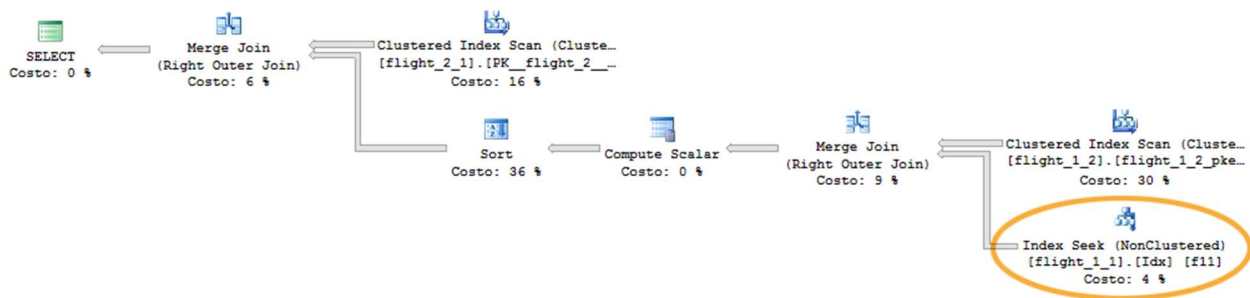 SELECT
Costo: 0 %
Merge Join
(Right Outer Join)
Costo: 6 %
Clustered Index Scan (Cluste…
[flight_2_1].[PK__flight_2__…
Costo: 16 %
Sort
Costo: 36 %
Compute Scalar
Costo: 0 %
Merge Join
(Right Outer Join)
Costo: 9 %
Clustered Index Scan (Cluste…
[flight_1_2].[flight_1_2_pke…
Costo: 30 %
Index Seek (NonClustered)
[flight_1_1].[Idx] [f11]
Costo: 4 %